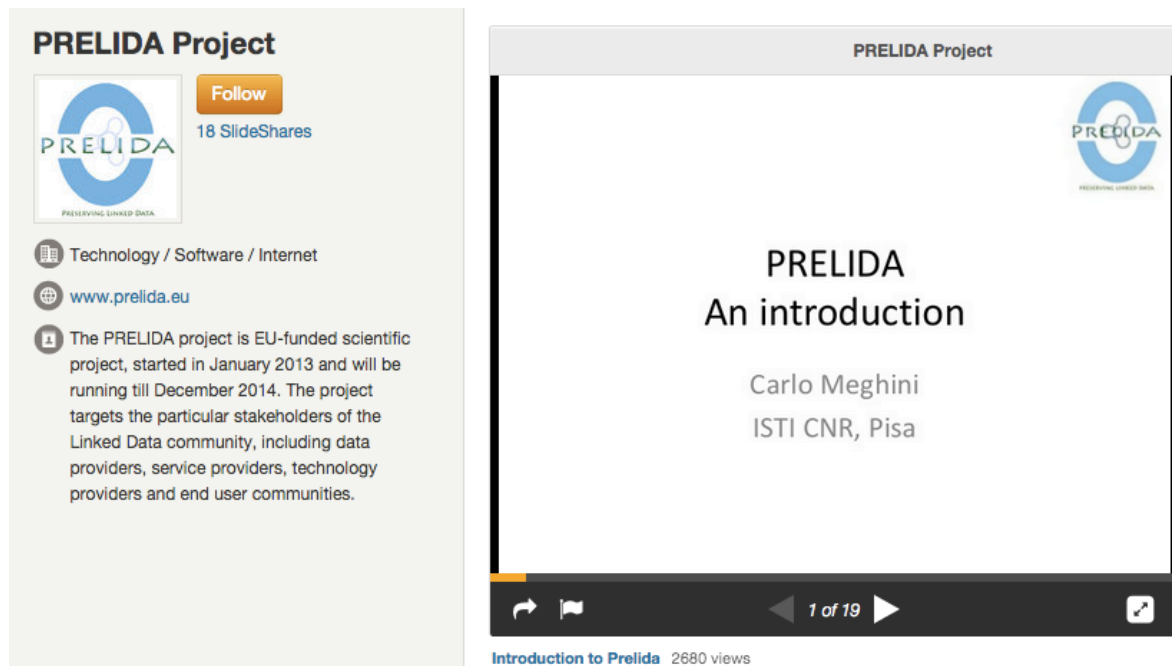 PRELIDA Project
PRELIDA
PRESERVING LINKED DATA
Follow
18 SlideShares
Technology / Software / Internet
www.prelida.eu
The PRELIDA project is EU-funded scientific
project, started in January 2013 and will be
running till December 2014. The project
targets the particular stakeholders of the
Linked Data community, including data
providers, service providers, technology
providers and end user communities.
PRELIDA Project
PRELIDA
PRESERVING LINKED DATA
PRELIDA
An introduction
Carlo Meghini
ISTI CNR, Pisa
1 of 19
Introduction to Prelida 2680 views